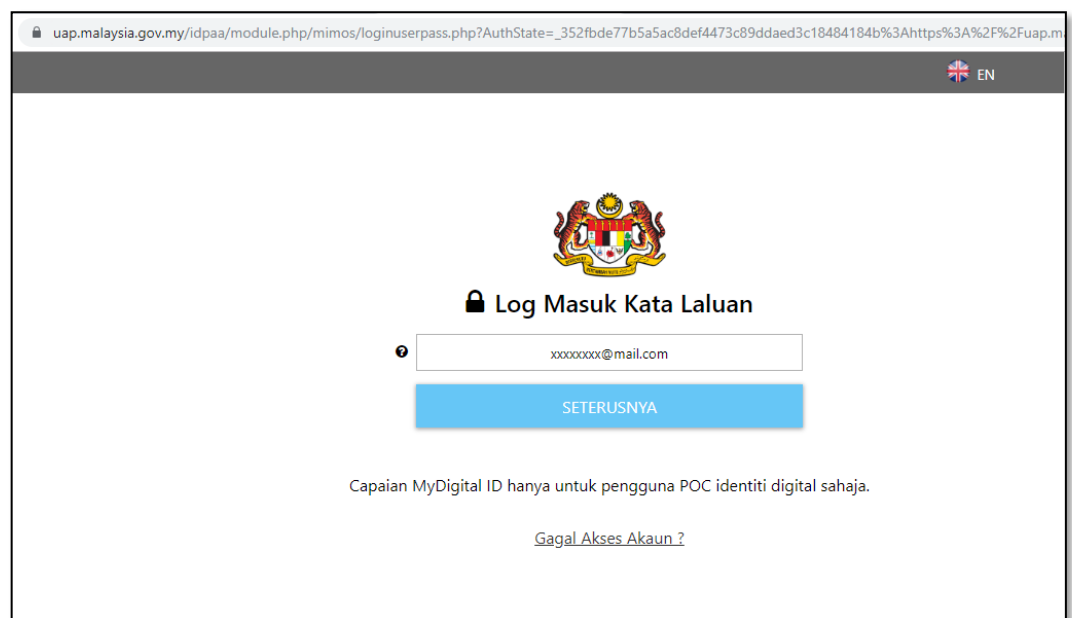 uap.malaysia.gov.my/idpaa/module.php/mimos/loginuserpass.php?AuthState=_352fbde77b5a5ac8def4473c89ddaed3c18484184b%3Ahttps%3A%2F%2Fuap.m
EN
Log Masuk Kata Laluan
xxxxxxxx@mail.com
SETERUSNYA
Capaian MyDigital ID hanya untuk pengguna POC identiti digital sahaja.
Gagal Akses Akaun ?